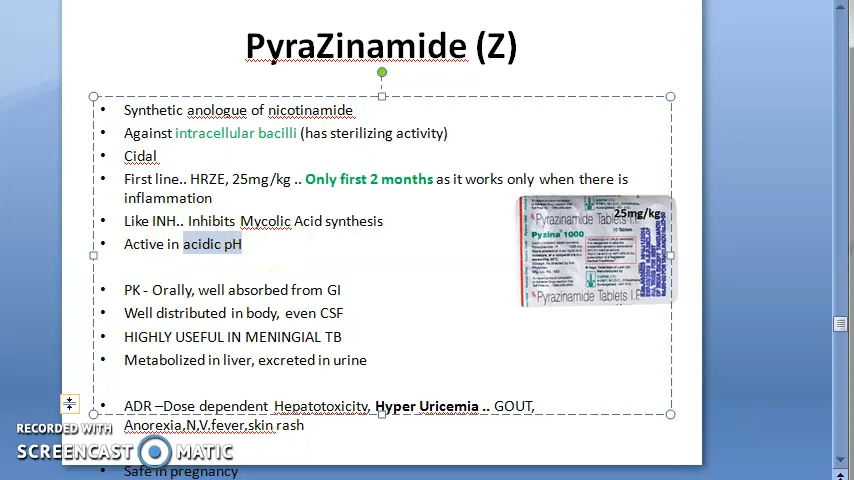 PyraZinamide (Z)
• Synthetic anologue of nicotinamide
• Against intracellular bacilli (has sterilizing activity)
• Cidal
• First line.. HRZE, 25mg/kg .. Only first 2 months as it works only when there is
inflammation
• Like INH.. Inhibits Mycolic Acid synthesis
• Active in acidic pH
• PK - Orally, well absorbed from GI
• Well distributed in body, even CSF
• HIGHLY USEFUL IN MENINGIAL TB
• Metabolized in liver, excreted in urine
• ADR –Dose dependent Hepatotoxicity, Hyper Uricemia .. GOUT,
Anorexia,N,V.fever,skin rash
Safe in pregnancy
25mg/kg
Pyrazinamide Tablets I.P.
10 Tablets
Pyzina 1000
Pyrazinamide Tablets I.P.
RECORDED WITH
SCREENCAST MATIC